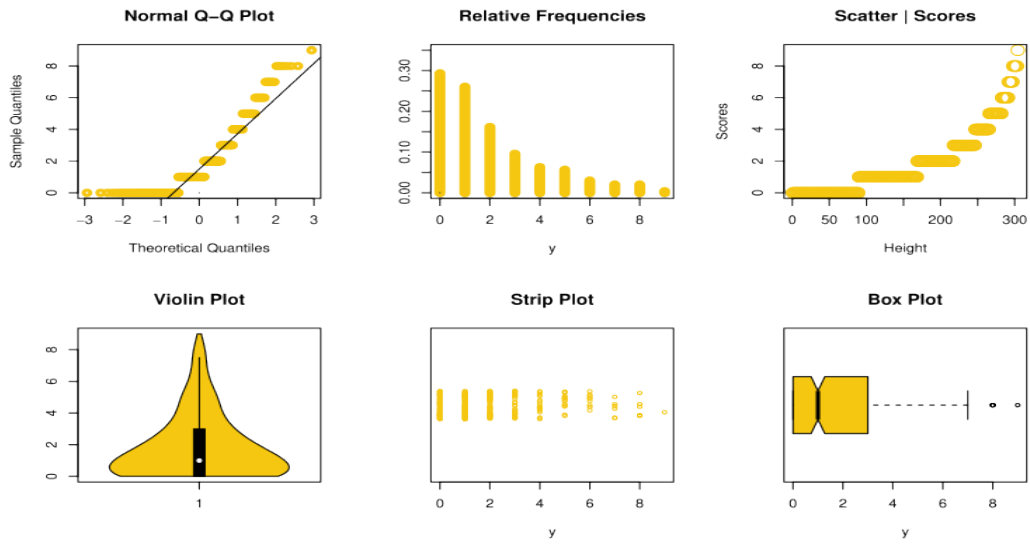 Normal Q−Q Plot
Sample Quantiles
0 2 4 6 8
−3 −2 −1 0 1 2 3
Theoretical Quantiles
Relative Frequencies
0.00 0.10 0.20 0.30
0 2 4 6 8
y
Scatter | Scores
Scores
0 2 4 6 8
0 50 100 200 300
Height
Violin Plot
0 2 4 6 8
1
Strip Plot
0 2 4 6 8
y
Box Plot
0 2 4 6 8
y